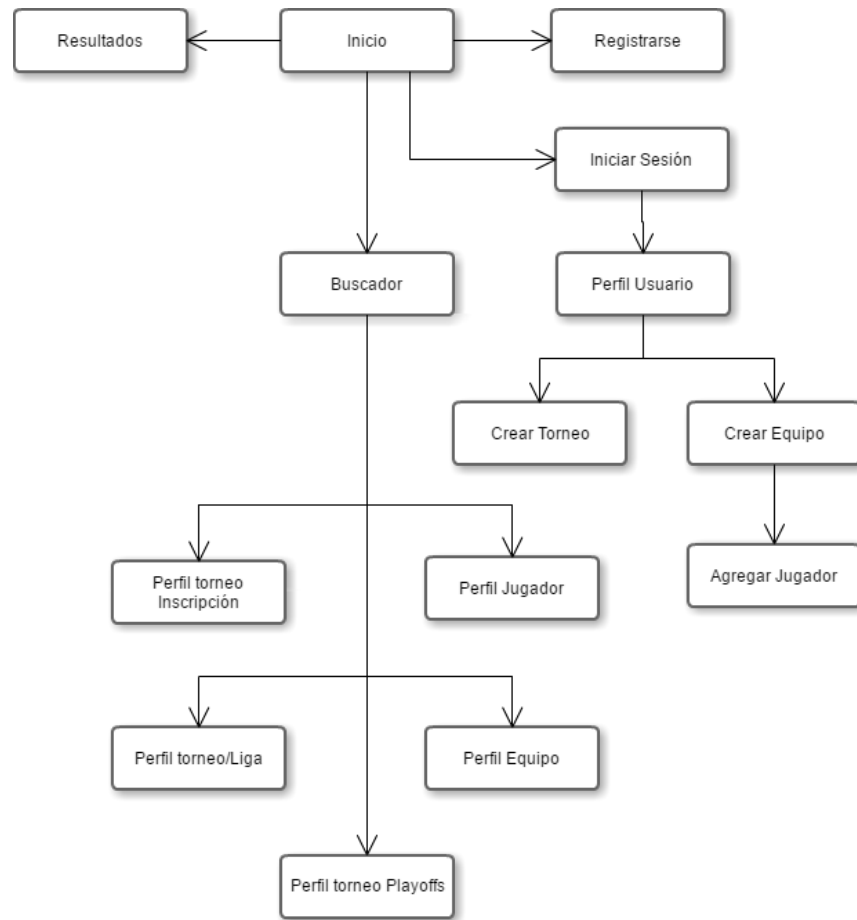 Resultados
Inicio
Registrarse
Iniciar Sesión
Buscador
Perfil Usuario
Crear Torneo
Crear Equipo
Perfil torneo
Inscripción
Perfil Jugador
Agregar Jugador
Perfil torneo/Liga
Perfil Equipo
Perfil torneo Playoffs